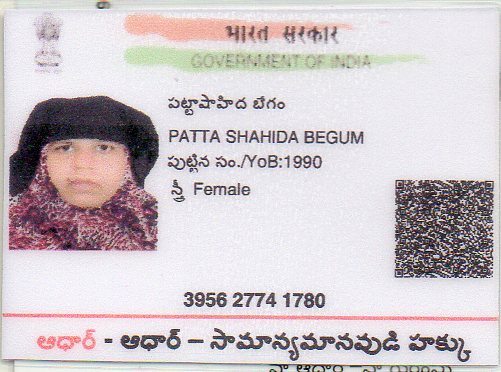 भारत सरकार
GOVERNMENT OF INDIA
పట్టాషాహిద బేగం
PATTA SHAHIDA BEGUM
పుట్టిన సం./YoB:1990
స్త్రీ Female
3956 2774 1780
ఆధార్ - ఆధార్ – సామాన్యమానవుడి హక్కు